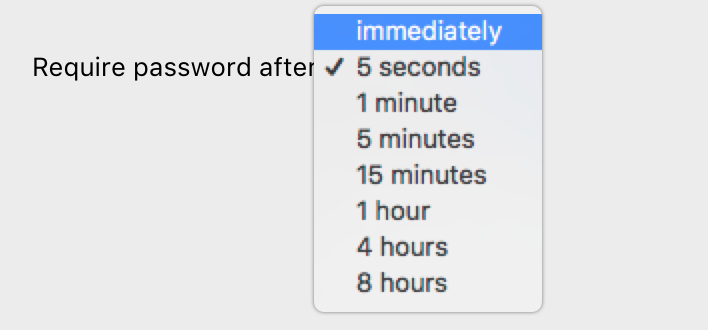 immediately
Require password after ✓ 5 seconds
1 minute
5 minutes
15 minutes
1 hour
4 hours
8 hours